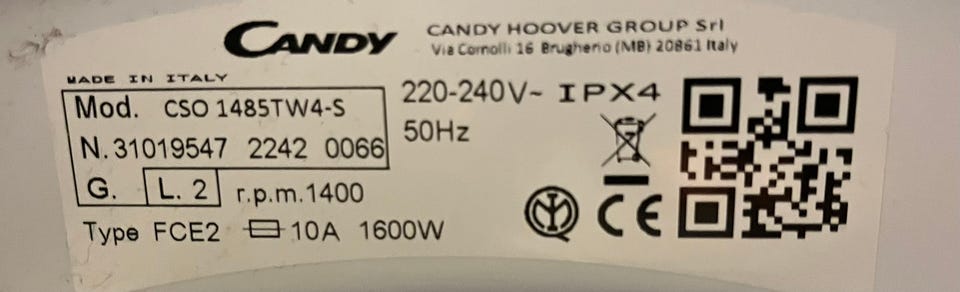 CANDY
CANDY HOOVER GROUP Srl
Via Comolli 16 Brugherio (MB) 20861 Italy
MADE IN ITALY
Mod. CSO 1485TW4-S
N. 31019547 2242 0066
G. L. 2 r.p.m.1400
Type FCE2 10A 1600W
220-240V~ IPX4
50Hz
CE